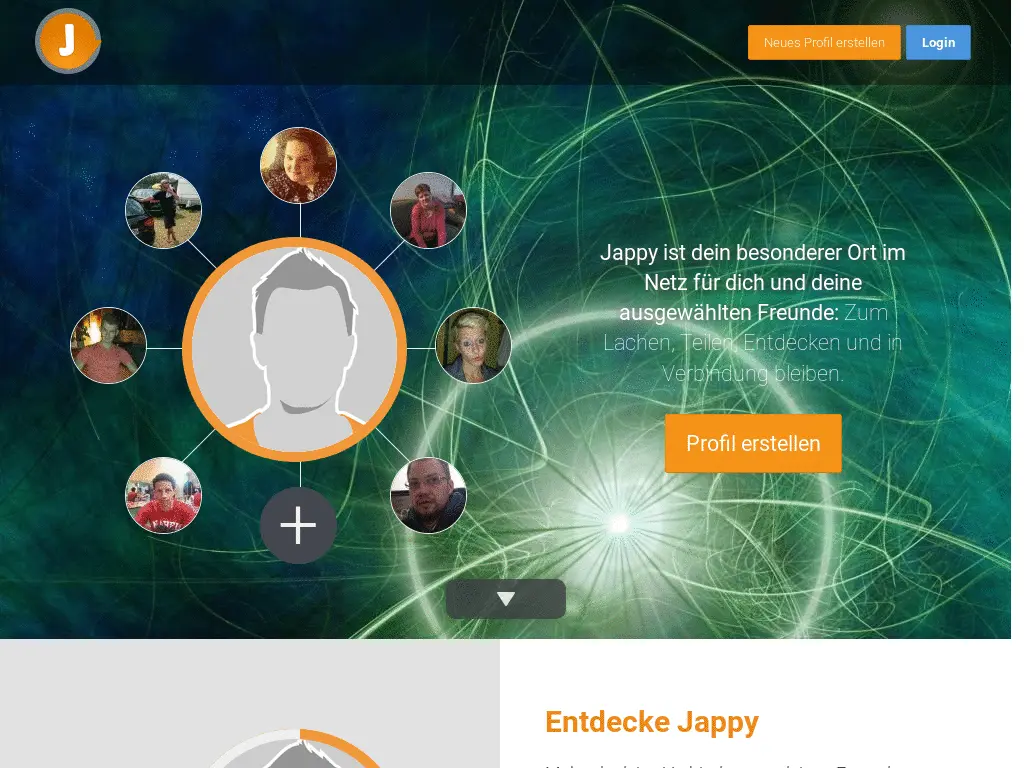 J
Neues Profil erstellen
Login
Jappy ist dein besonderer Ort im
Netz für dich und deine
ausgewählten Freunde: Zum
Lachen, Teilen, Entdecken und in
Verbindung bleiben.
Profil erstellen
Entdecke Jappy